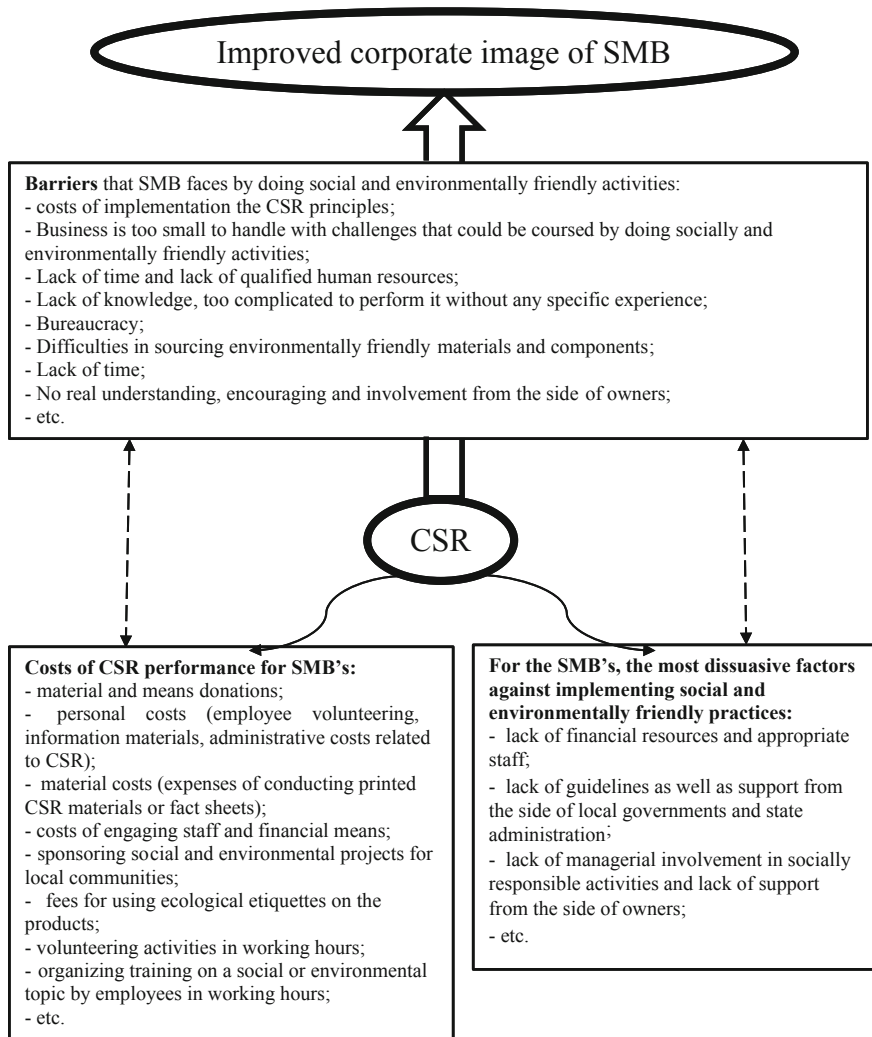 Improved corporate image of SMB
Barriers that SMB faces by doing social and environmentally friendly activities:
- costs of implementation the CSR principles;
- Business is too small to handle with challenges that could be coursed by doing socially and
environmentally friendly activities;
- Lack of time and lack of qualified human resources;
- Lack of knowledge, too complicated to perform it without any specific experience;
- Bureaucracy;
- Difficulties in sourcing environmentally friendly materials and components;
- Lack of time;
- No real understanding, encouraging and involvement from the side of owners;
- etc.
CSR
Costs of CSR performance for SMB's:
- material and means donations;
- personal costs (employee volunteering,
information materials, administrative costs related
to CSR);
- material costs (expenses of conducting printed
CSR materials or fact sheets);
- costs of engaging staff and financial means;
- sponsoring social and environmental projects for
local communities;
- fees for using ecological etiquettes on the
products;
- volunteering activities in working hours;
- organizing training on a social or environmental
topic by employees in working hours;
- etc.
For the SMB's, the most dissuasive factors
against implementing social and
environmentally friendly practices:
- lack of financial resources and appropriate
staff;
- lack of guidelines as well as support from
the side of local governments and state
administration;
- lack of managerial involvement in socially
responsible activities and lack of support
from the side of owners;
- etc.